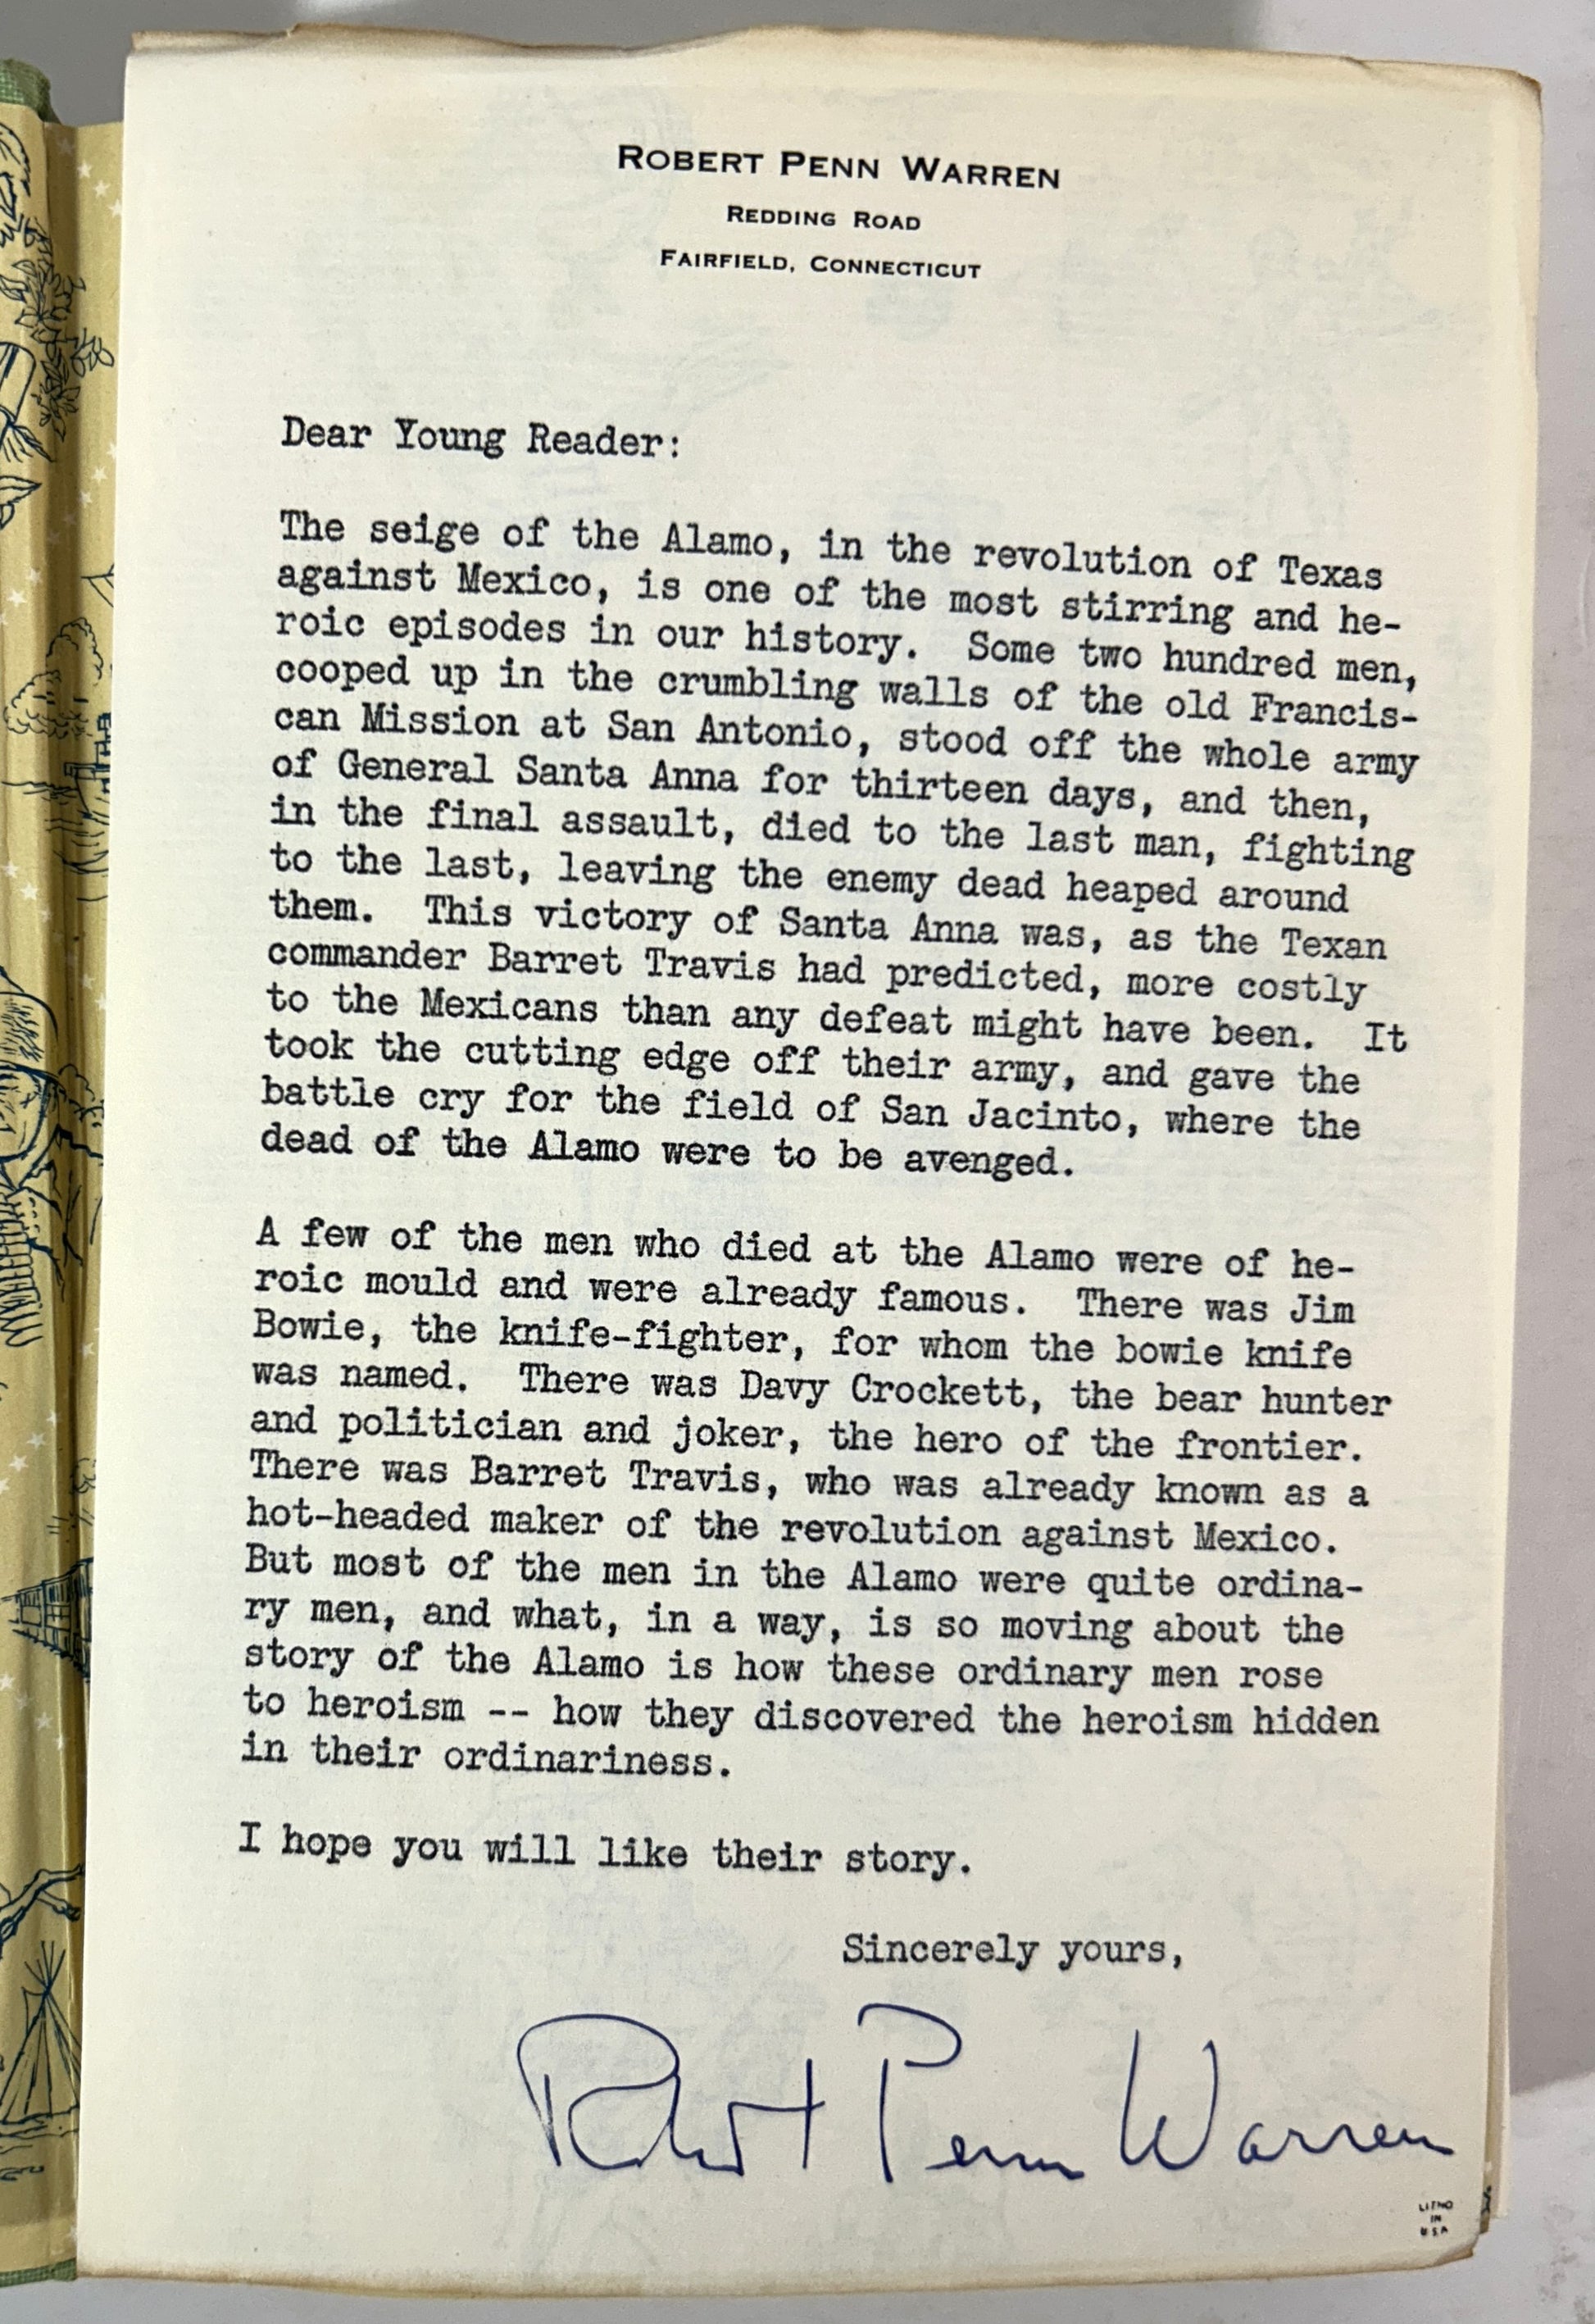 ROBERT PENN WARREN
REDDING ROAD
FAIRFIELD, CONNECTICUT
Dear Young Reader:
The seige of the Alamo, in the revolution of Texas
against Mexico, is one of the most stirring and he-
roic episodes in our history. Some two hundred men,
cooped up in the crumbling walls of the old Francis-
can Mission at San Antonio, stood off the whole army
of General Santa Anna for thirteen days, and then,
in the final assault, died to the last man, fighting
to the last, leaving the enemy dead heaped around
them. This victory of Santa Anna was, as the Texan
commander Barret Travis had predicted, more costly
to the Mexicans than any defeat might have been. It
took the cutting edge off their army, and gave the
battle cry for the field of San Jacinto, where the
dead of the Alamo were to be avenged.
A few of the men who died at the Alamo were of he-
roic mould and were already famous. There was Jim
Bowie, the knife-fighter, for whom the bowie knife
was named. There was Davy Crockett, the bear hunter
and politician and joker, the hero of the frontier.
There was Barret Travis, who was already known as a
hot-headed maker of the revolution against Mexico.
But most of the men in the Alamo were quite ordina-
ry men, and what, in a way, is so moving about the
story of the Alamo is how these ordinary men rose
to heroism -- how they discovered the heroism hidden
in their ordinariness.
I hope you will like their story.
Sincerely yours,
Robert Penn Warren
LITHO
IN
USA